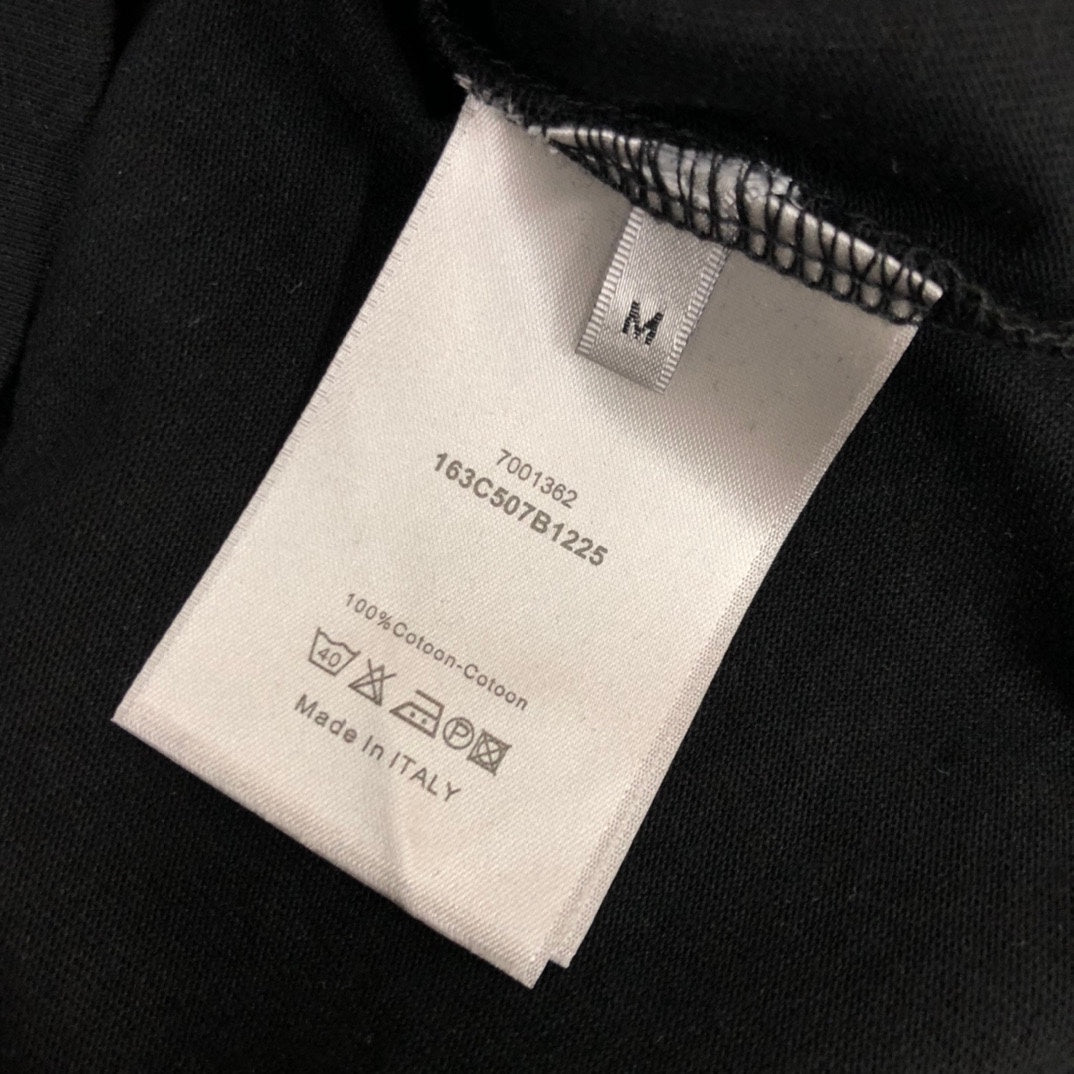 M
7001362
163C507B1225
100%Cotoon-Cotoon
40
P
Made in ITALY